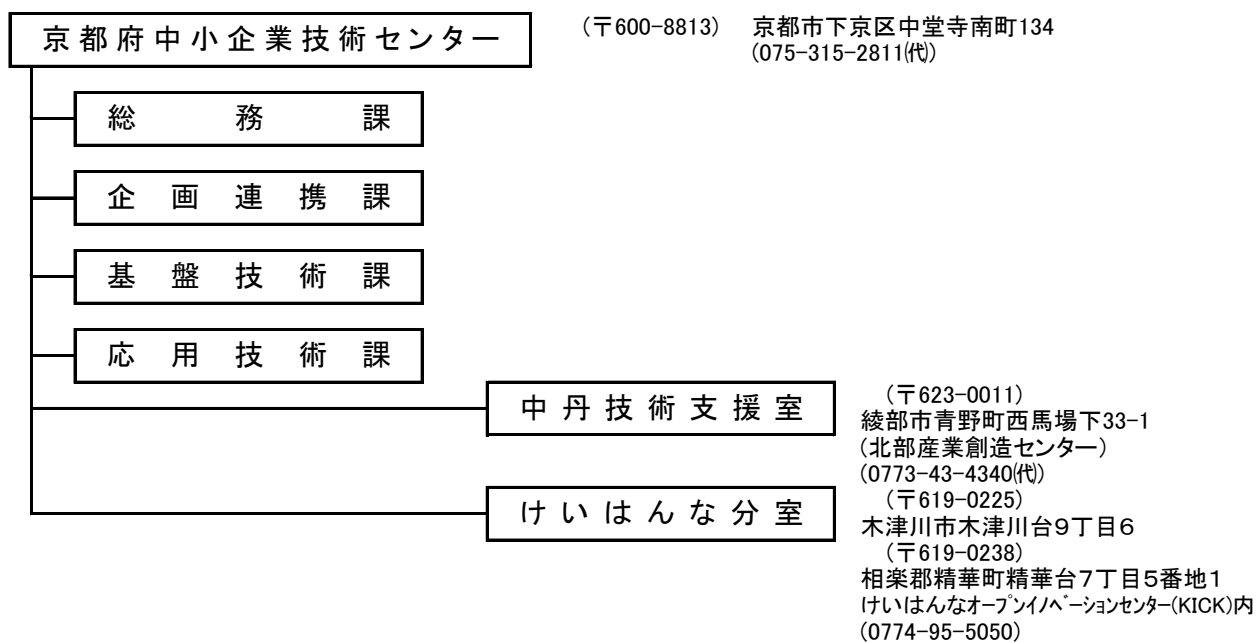 京都府中小企業技術センター
(〒600-8813) 京都市下京区中堂寺南町134
(075-315-2811㈹)
総務課
企画連携課
基盤技術課
応用技術課
中丹技術支援室
(〒623-0011)
綾部市青野町西馬場下33-1
(北部産業創造センター)
(0773-43-4340㈹)
けいはんな分室
(〒619-0225)
木津川市木津川台9丁目6
(〒619-0238)
相楽郡精華町精華台7丁目5番地1
けいはんなｵｰﾌﾟﾝｲﾉﾍﾞｰｼｮﾝｾﾝﾀｰ(KICK)内
(0774-95-5050)